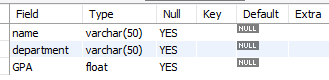 Field Type Null Key Default Extra
name varchar(50) YES NULL
department varchar(50) YES NULL
GPA float YES NULL